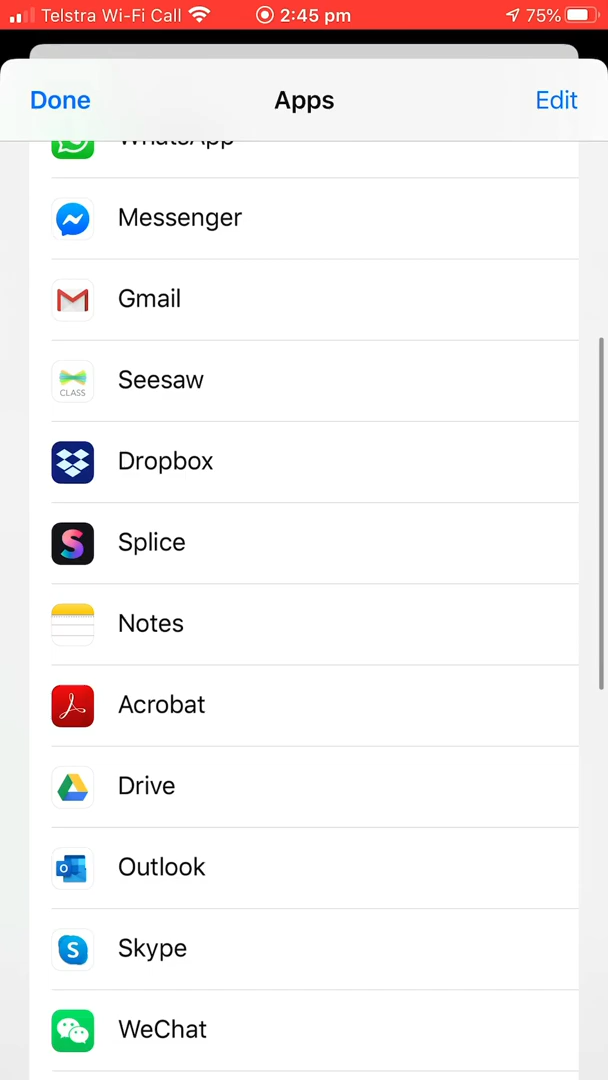 Telstra Wi-Fi Call 2:45 pm 75%
Done Apps Edit
WhatsApp
Messenger
Gmail
CLASS Seesaw
Dropbox
S Splice
Notes
Acrobat
Drive
O Outlook
S Skype
WeChat